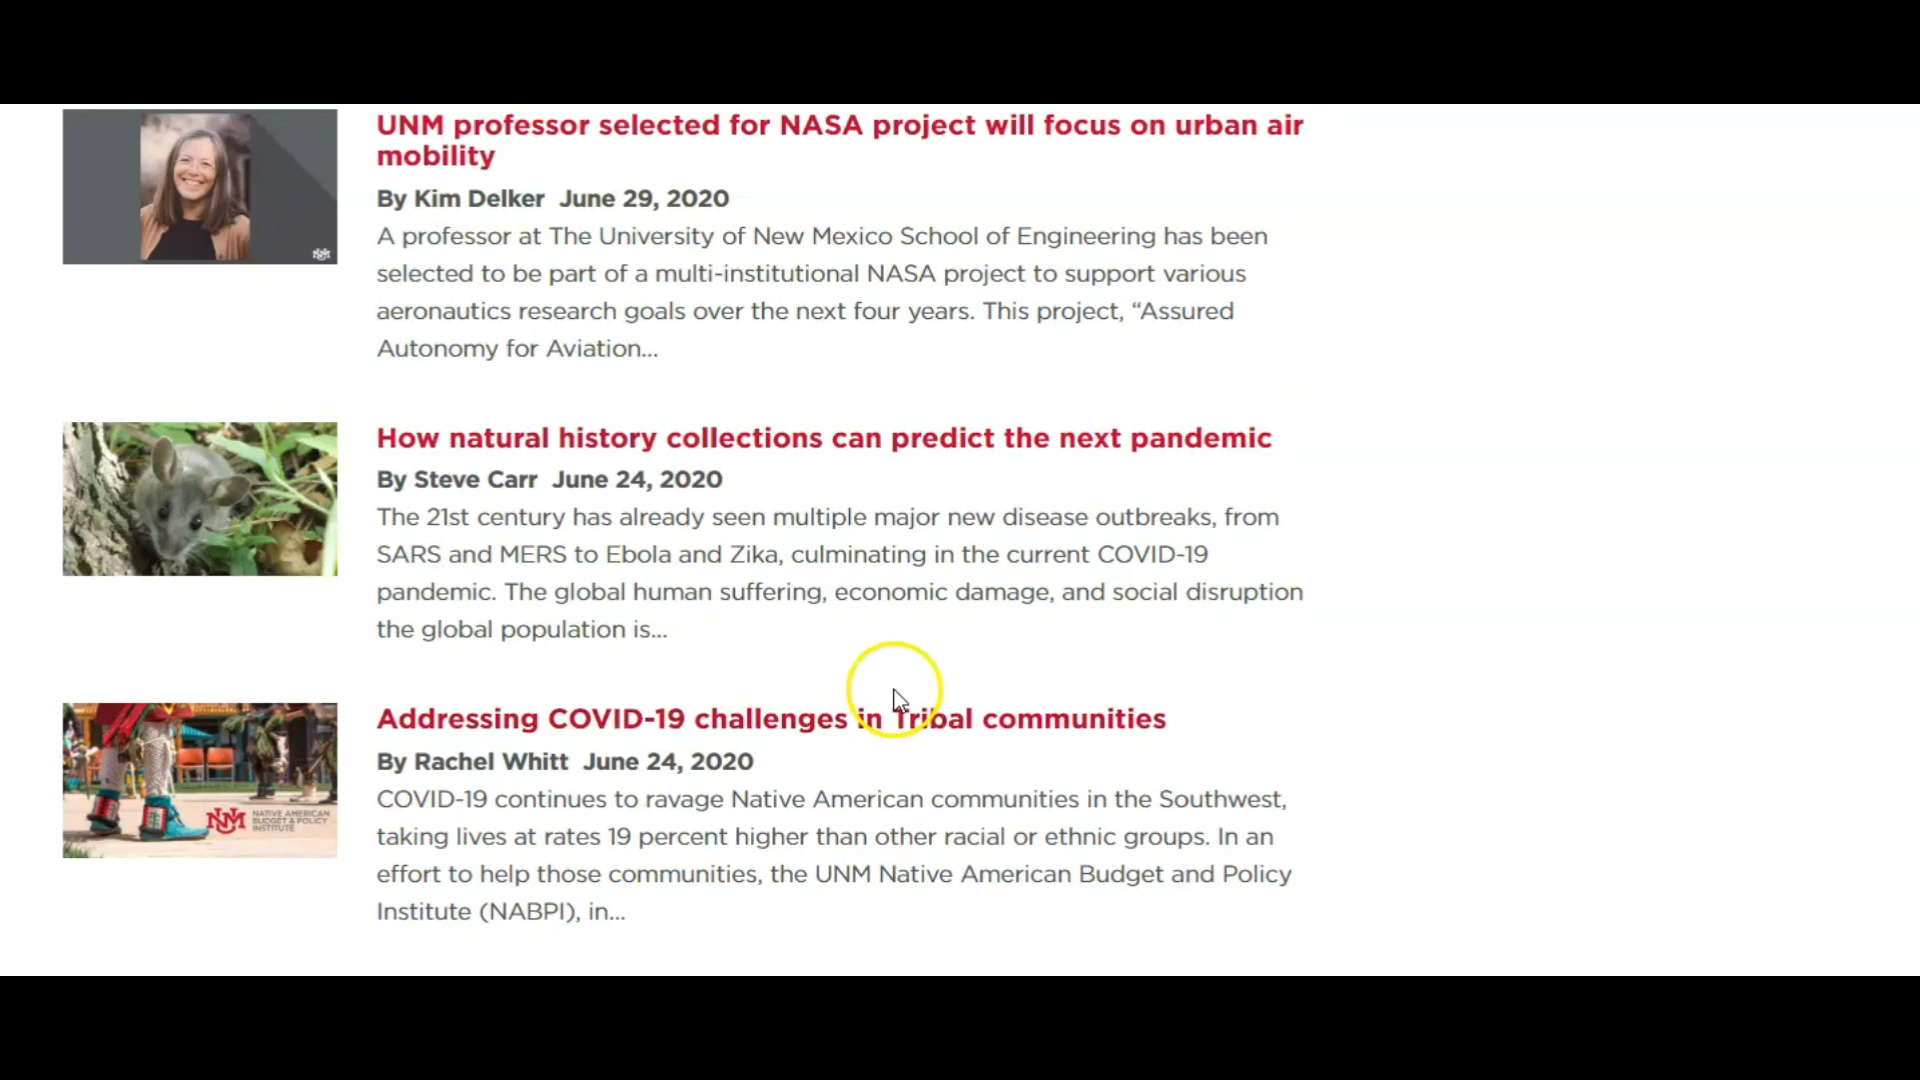 UNM professor selected for NASA project will focus on urban air
mobility
By Kim Delker June 29, 2020
A professor at The University of New Mexico School of Engineering has been
selected to be part of a multi-institutional NASA project to support various
aeronautics research goals over the next four years. This project, “Assured
Autonomy for Aviation...
How natural history collections can predict the next pandemic
By Steve Carr June 24, 2020
The 21st century has already seen multiple major new disease outbreaks, from
SARS and MERS to Ebola and Zika, culminating in the current COVID-19
pandemic. The global human suffering, economic damage, and social disruption
the global population is...
UNM
NATIVE AMERICAN
BUDGET & POLICY
INSTITUTE
Addressing COVID-19 challenges in Tribal communities
By Rachel Whitt June 24, 2020
COVID-19 continues to ravage Native American communities in the Southwest,
taking lives at rates 19 percent higher than other racial or ethnic groups. In an
effort to help those communities, the UNM Native American Budget and Policy
Institute (NABPI), in...